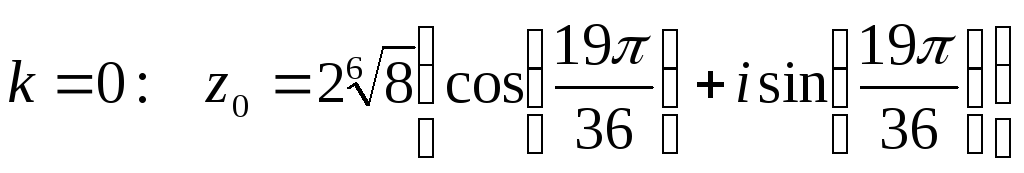 k = 0 :   z₀ = 2⁶√8 ▯ cos▯ 19π/36 ▯ + i sin▯ 19π/36 ▯▯